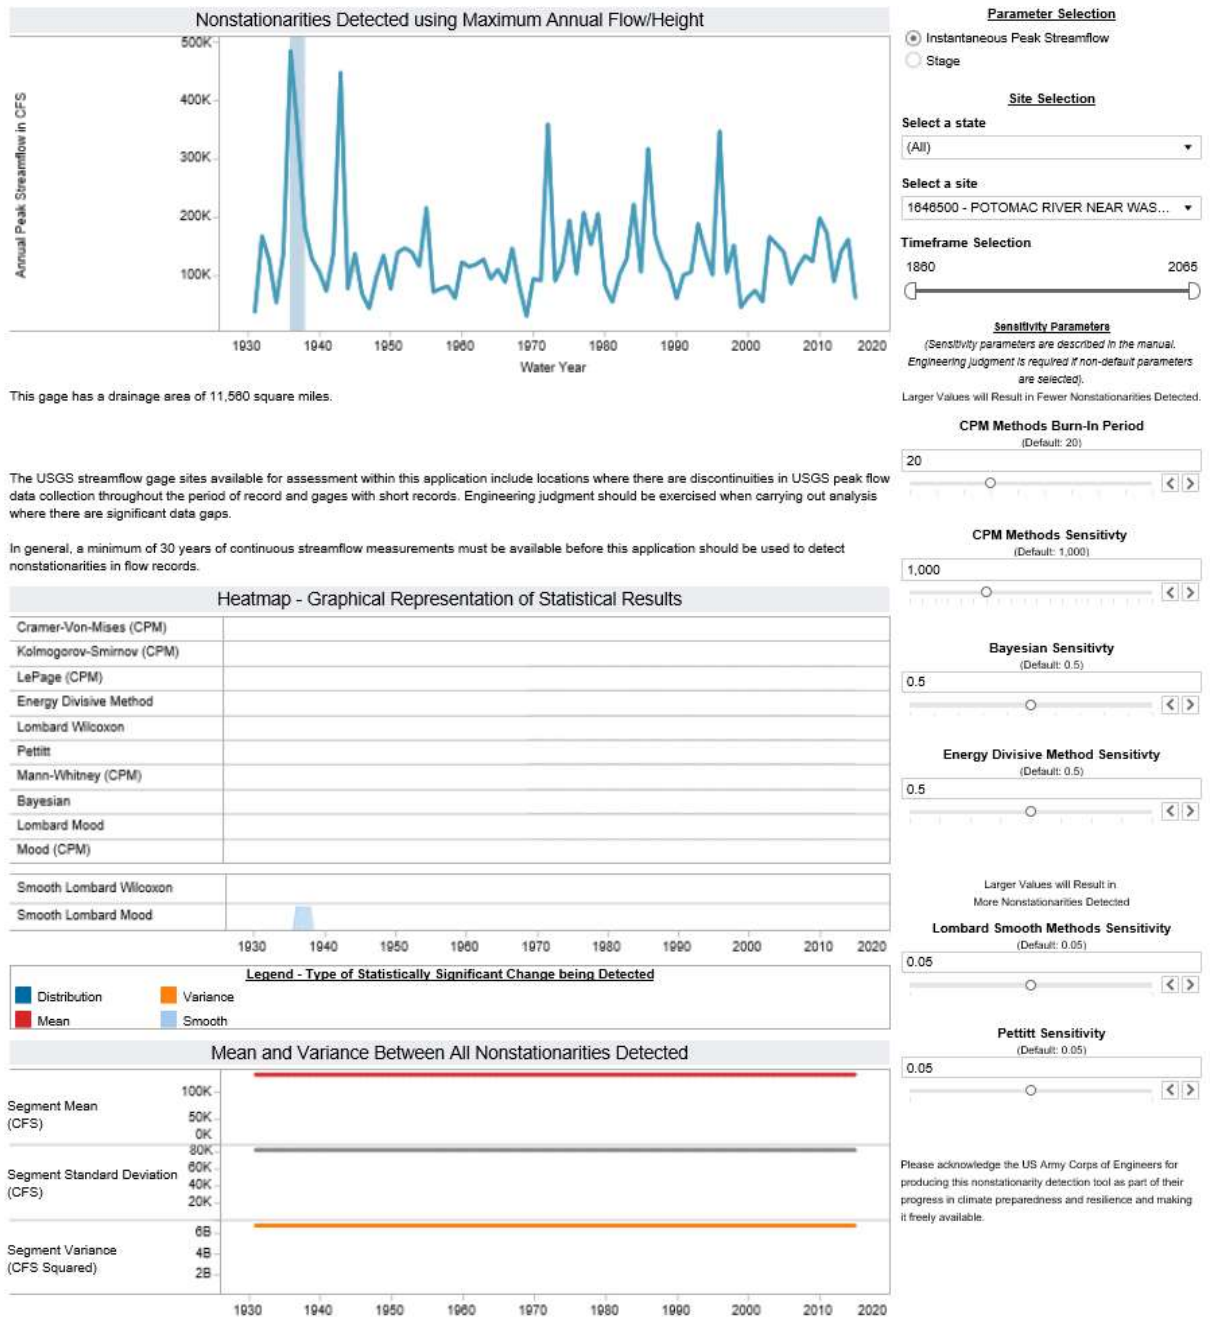 Nonstationarities Detected using Maximum Annual Flow/Height
500K
400K
300K
200K
100K
Annual Peak Streamflow in CFS
1930 1940 1950 1960 1970 1980 1990 2000 2010 2020
Water Year
This gage has a drainage area of 11,560 square miles.
The USGS streamflow gage sites available for assessment within this application include locations where there are discontinuities in USGS peak flow
data collection throughout the period of record and gages with short records. Engineering judgment should be exercised when carrying out analysis
where there are significant data gaps.
In general, a minimum of 30 years of continuous streamflow measurements must be available before this application should be used to detect
nonstationarities in flow records.
Heatmap - Graphical Representation of Statistical Results
Cramer-Von-Mises (CPM)
Kolmogorov-Smirnov (CPM)
LePage (CPM)
Energy Divisive Method
Lombard Wilcoxon
Pettitt
Mann-Whitney (CPM)
Bayesian
Lombard Mood
Mood (CPM)
Smooth Lombard Wilcoxon
Smooth Lombard Mood
1930 1940 1950 1960 1970 1980 1990 2000 2010 2020
Legend - Type of Statistically Significant Change being Detected
Distribution Variance
Mean Smooth
Mean and Variance Between All Nonstationarities Detected
Segment Mean
(CFS)
100K
50K
0K
Segment Standard Deviation
(CFS)
80K
60K
40K
20K
Segment Variance
(CFS Squared)
6B
4B
2B
1930 1940 1950 1960 1970 1980 1990 2000 2010 2020
Parameter Selection
Instantaneous Peak Streamflow
Stage
Site Selection
Select a state
(All)
Select a site
1646500 - POTOMAC RIVER NEAR WAS...
Timeframe Selection
1860 2065
Sensitivity Parameters
(Sensitivity parameters are described in the manual.
Engineering judgment is required if non-default parameters
are selected).
Larger Values will Result in Fewer Nonstationarities Detected.
CPM Methods Burn-In Period
(Default: 20)
20
CPM Methods Sensitivty
(Default: 1,000)
1,000
Bayesian Sensitivty
(Default: 0.5)
0.5
Energy Divisive Method Sensitivty
(Default: 0.5)
0.5
Larger Values will Result in
More Nonstationarities Detected
Lombard Smooth Methods Sensitivity
(Default: 0.05)
0.05
Pettitt Sensitivity
(Default: 0.05)
0.05
Please acknowledge the US Army Corps of Engineers for
producing this nonstationarity detection tool as part of their
progress in climate preparedness and resilience and making
it freely available.